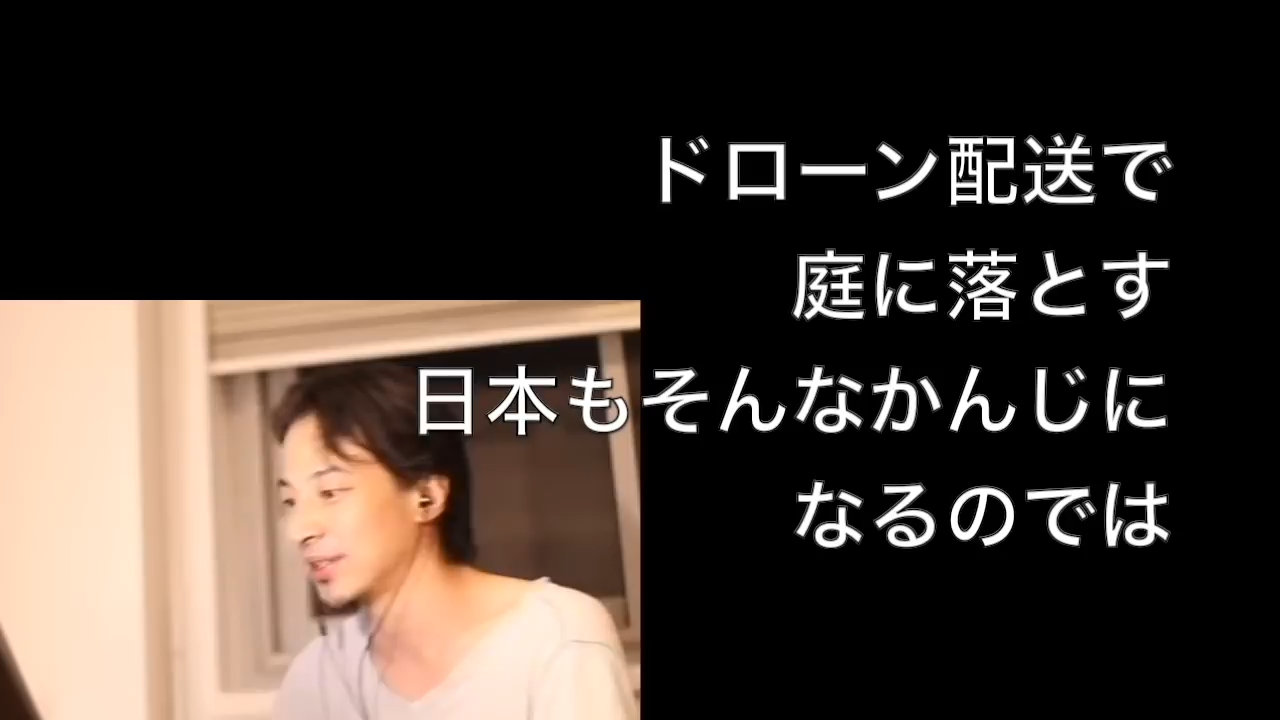 ドローン配送で
庭に落とす
日本もそんなかんじに
なるのでは